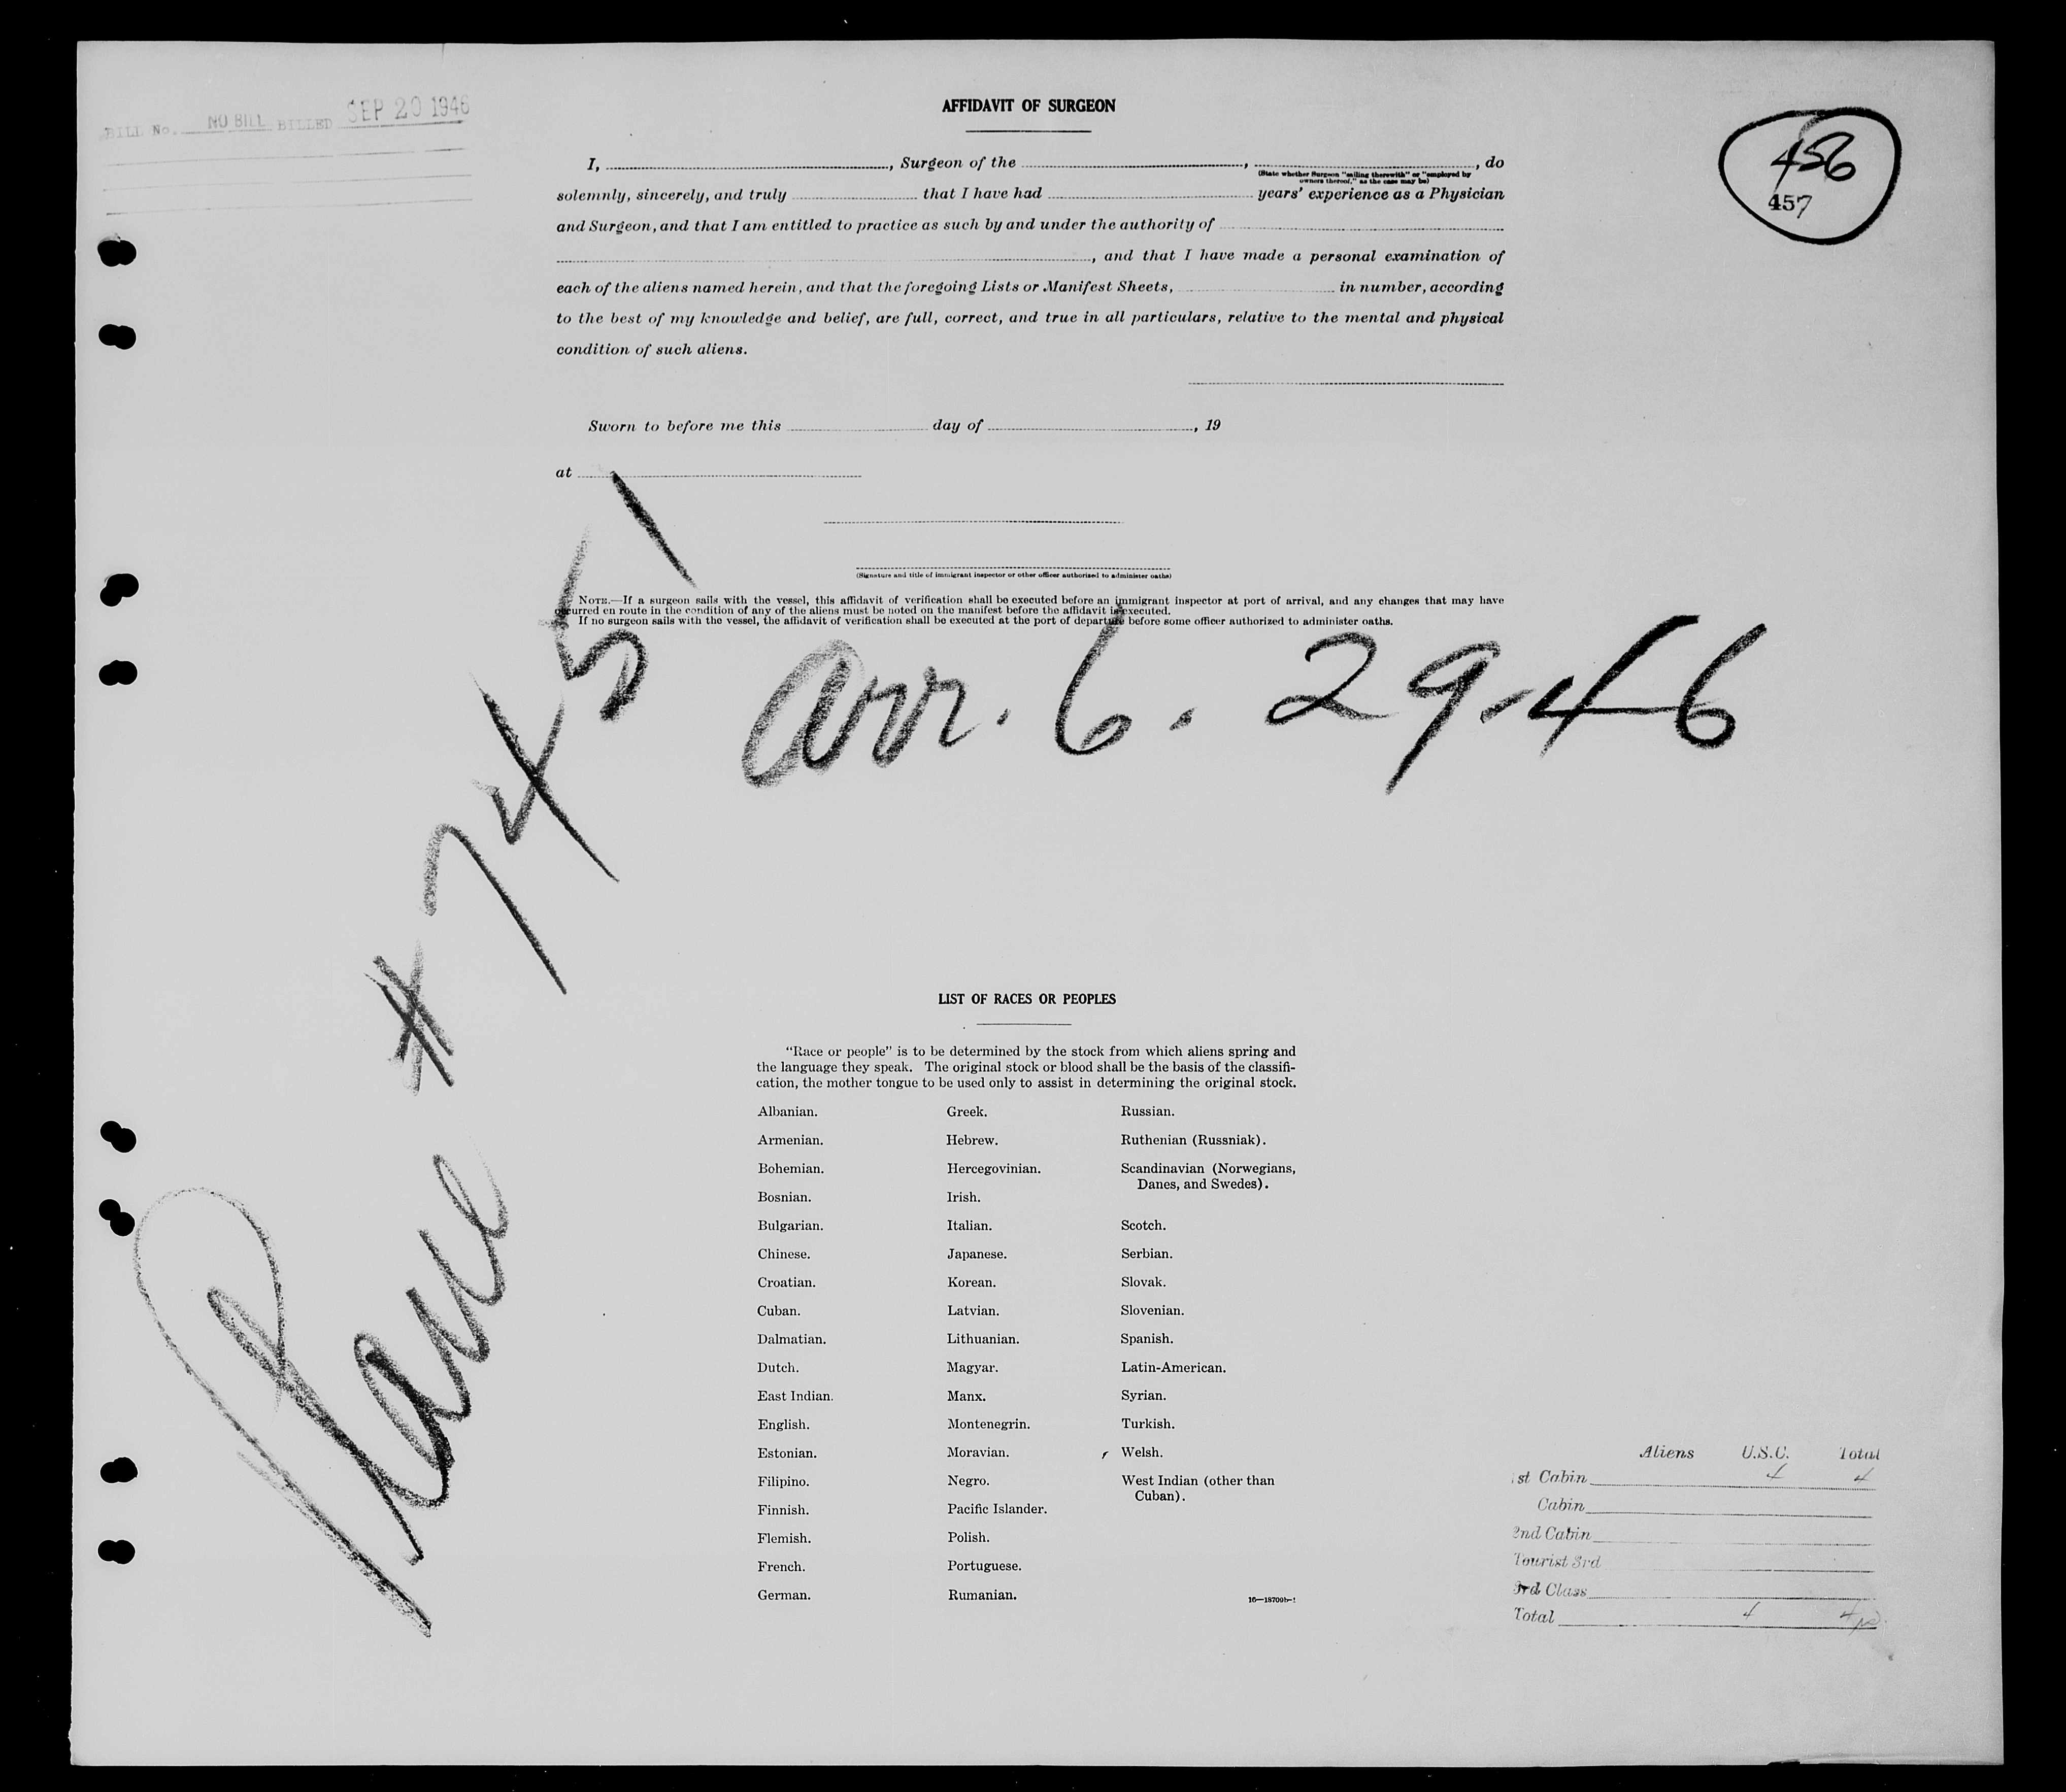 BILL No. NO BILL BILLED SEP 20 1946
AFFIDAVIT OF SURGEON
456
457
I, , Surgeon of the , , do
(State whether Surgeon "sailing therewith" or "employed by
owners thereof," as the case may be)
solemnly, sincerely, and truly that I have had years' experience as a Physician
and Surgeon, and that I am entitled to practice as such by and under the authority of
, and that I have made a personal examination of
each of the aliens named herein, and that the foregoing Lists or Manifest Sheets, in number, according
to the best of my knowledge and belief, are full, correct, and true in all particulars, relative to the mental and physical
condition of such aliens.
Sworn to before me this day of , 19
at
(Signature and title of immigrant inspector or other officer authorized to administer oaths)
NOTE.—If a surgeon sails with the vessel, this affidavit of verification shall be executed before an immigrant inspector at port of arrival, and any changes that may have
occurred en route in the condition of any of the aliens must be noted on the manifest before the affidavit is executed.
If no surgeon sails with the vessel, the affidavit of verification shall be executed at the port of departure before some officer authorized to administer oaths.
Plane #7451
arr. 6. 29.46
LIST OF RACES OR PEOPLES
"Race or people" is to be determined by the stock from which aliens spring and
the language they speak. The original stock or blood shall be the basis of the classifi-
cation, the mother tongue to be used only to assist in determining the original stock.
Albanian. Greek. Russian.
Armenian. Hebrew. Ruthenian (Russniak).
Bohemian. Hercegovinian. Scandinavian (Norwegians,
Danes, and Swedes).
Bosnian. Irish.
Bulgarian. Italian. Scotch.
Chinese. Japanese. Serbian.
Croatian. Korean. Slovak.
Cuban. Latvian. Slovenian.
Dalmatian. Lithuanian. Spanish.
Dutch. Magyar. Latin-American.
East Indian. Manx. Syrian.
English. Montenegrin. Turkish.
Estonian. Moravian. Welsh.
Filipino. Negro. West Indian (other than
Cuban).
Finnish. Pacific Islander.
Flemish. Polish.
French. Portuguese.
German. Rumanian.
Aliens U.S.C. Total
1st Cabin 4 4
Cabin
2nd Cabin
Tourist 3rd
3rd Class
Total 4 4